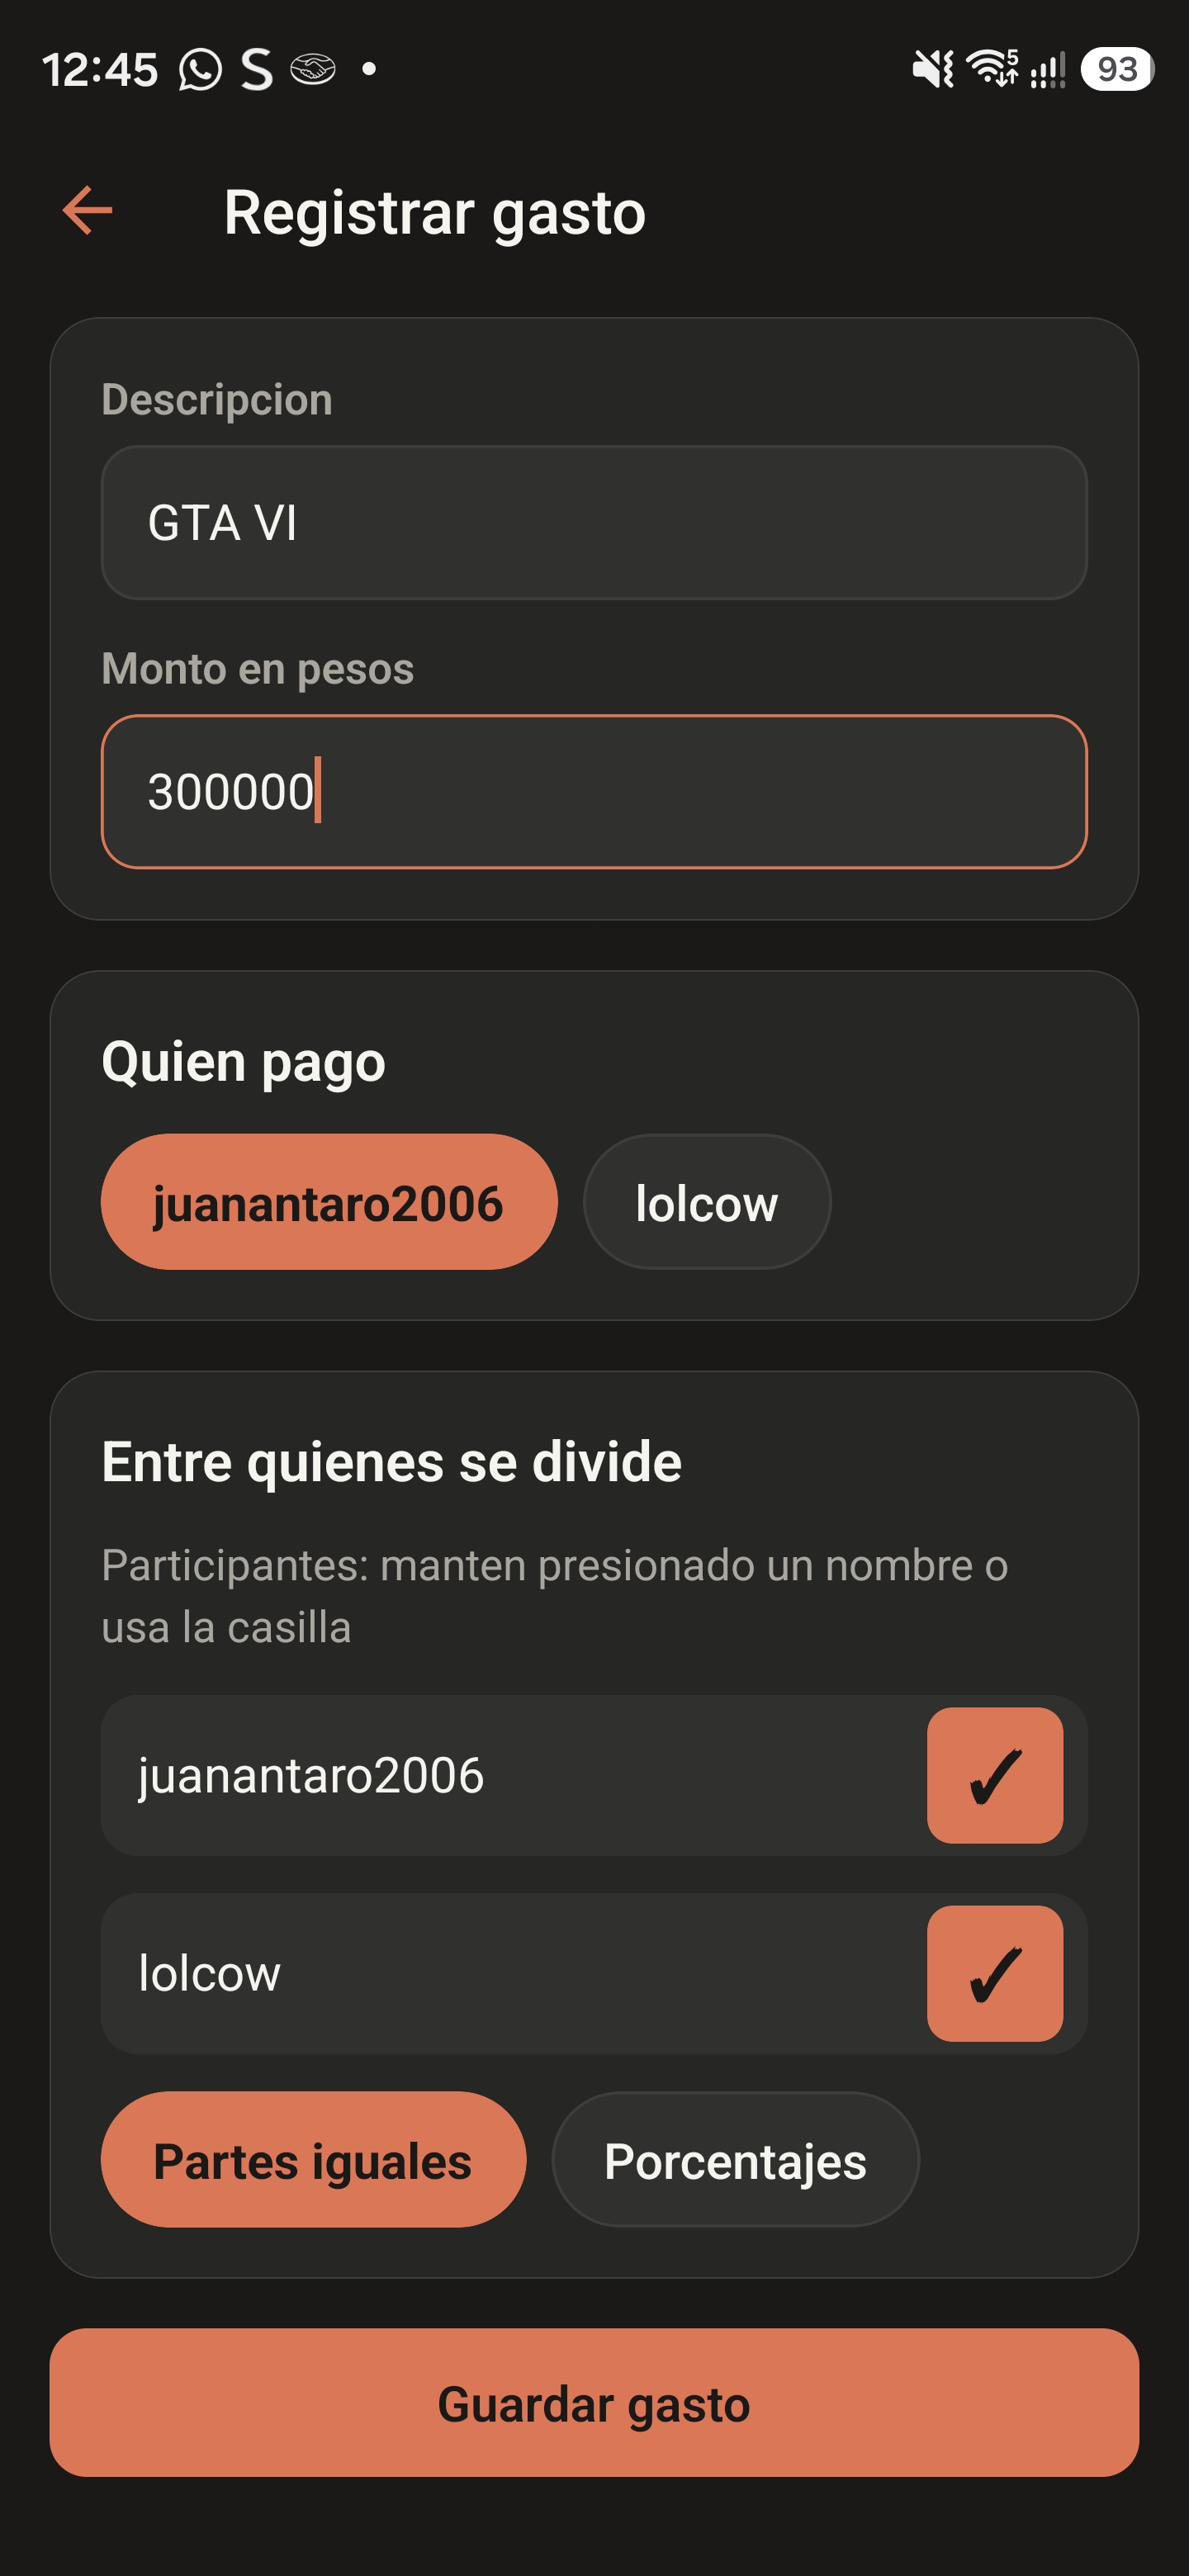 12:45
5
93
Registrar gasto
Descripcion
GTA VI
Monto en pesos
300000
Quien pago
juanantaro2006 lolcow
Entre quienes se divide
Participantes: manten presionado un nombre o
usa la casilla
juanantaro2006
lolcow
Partes iguales Porcentajes
Guardar gasto